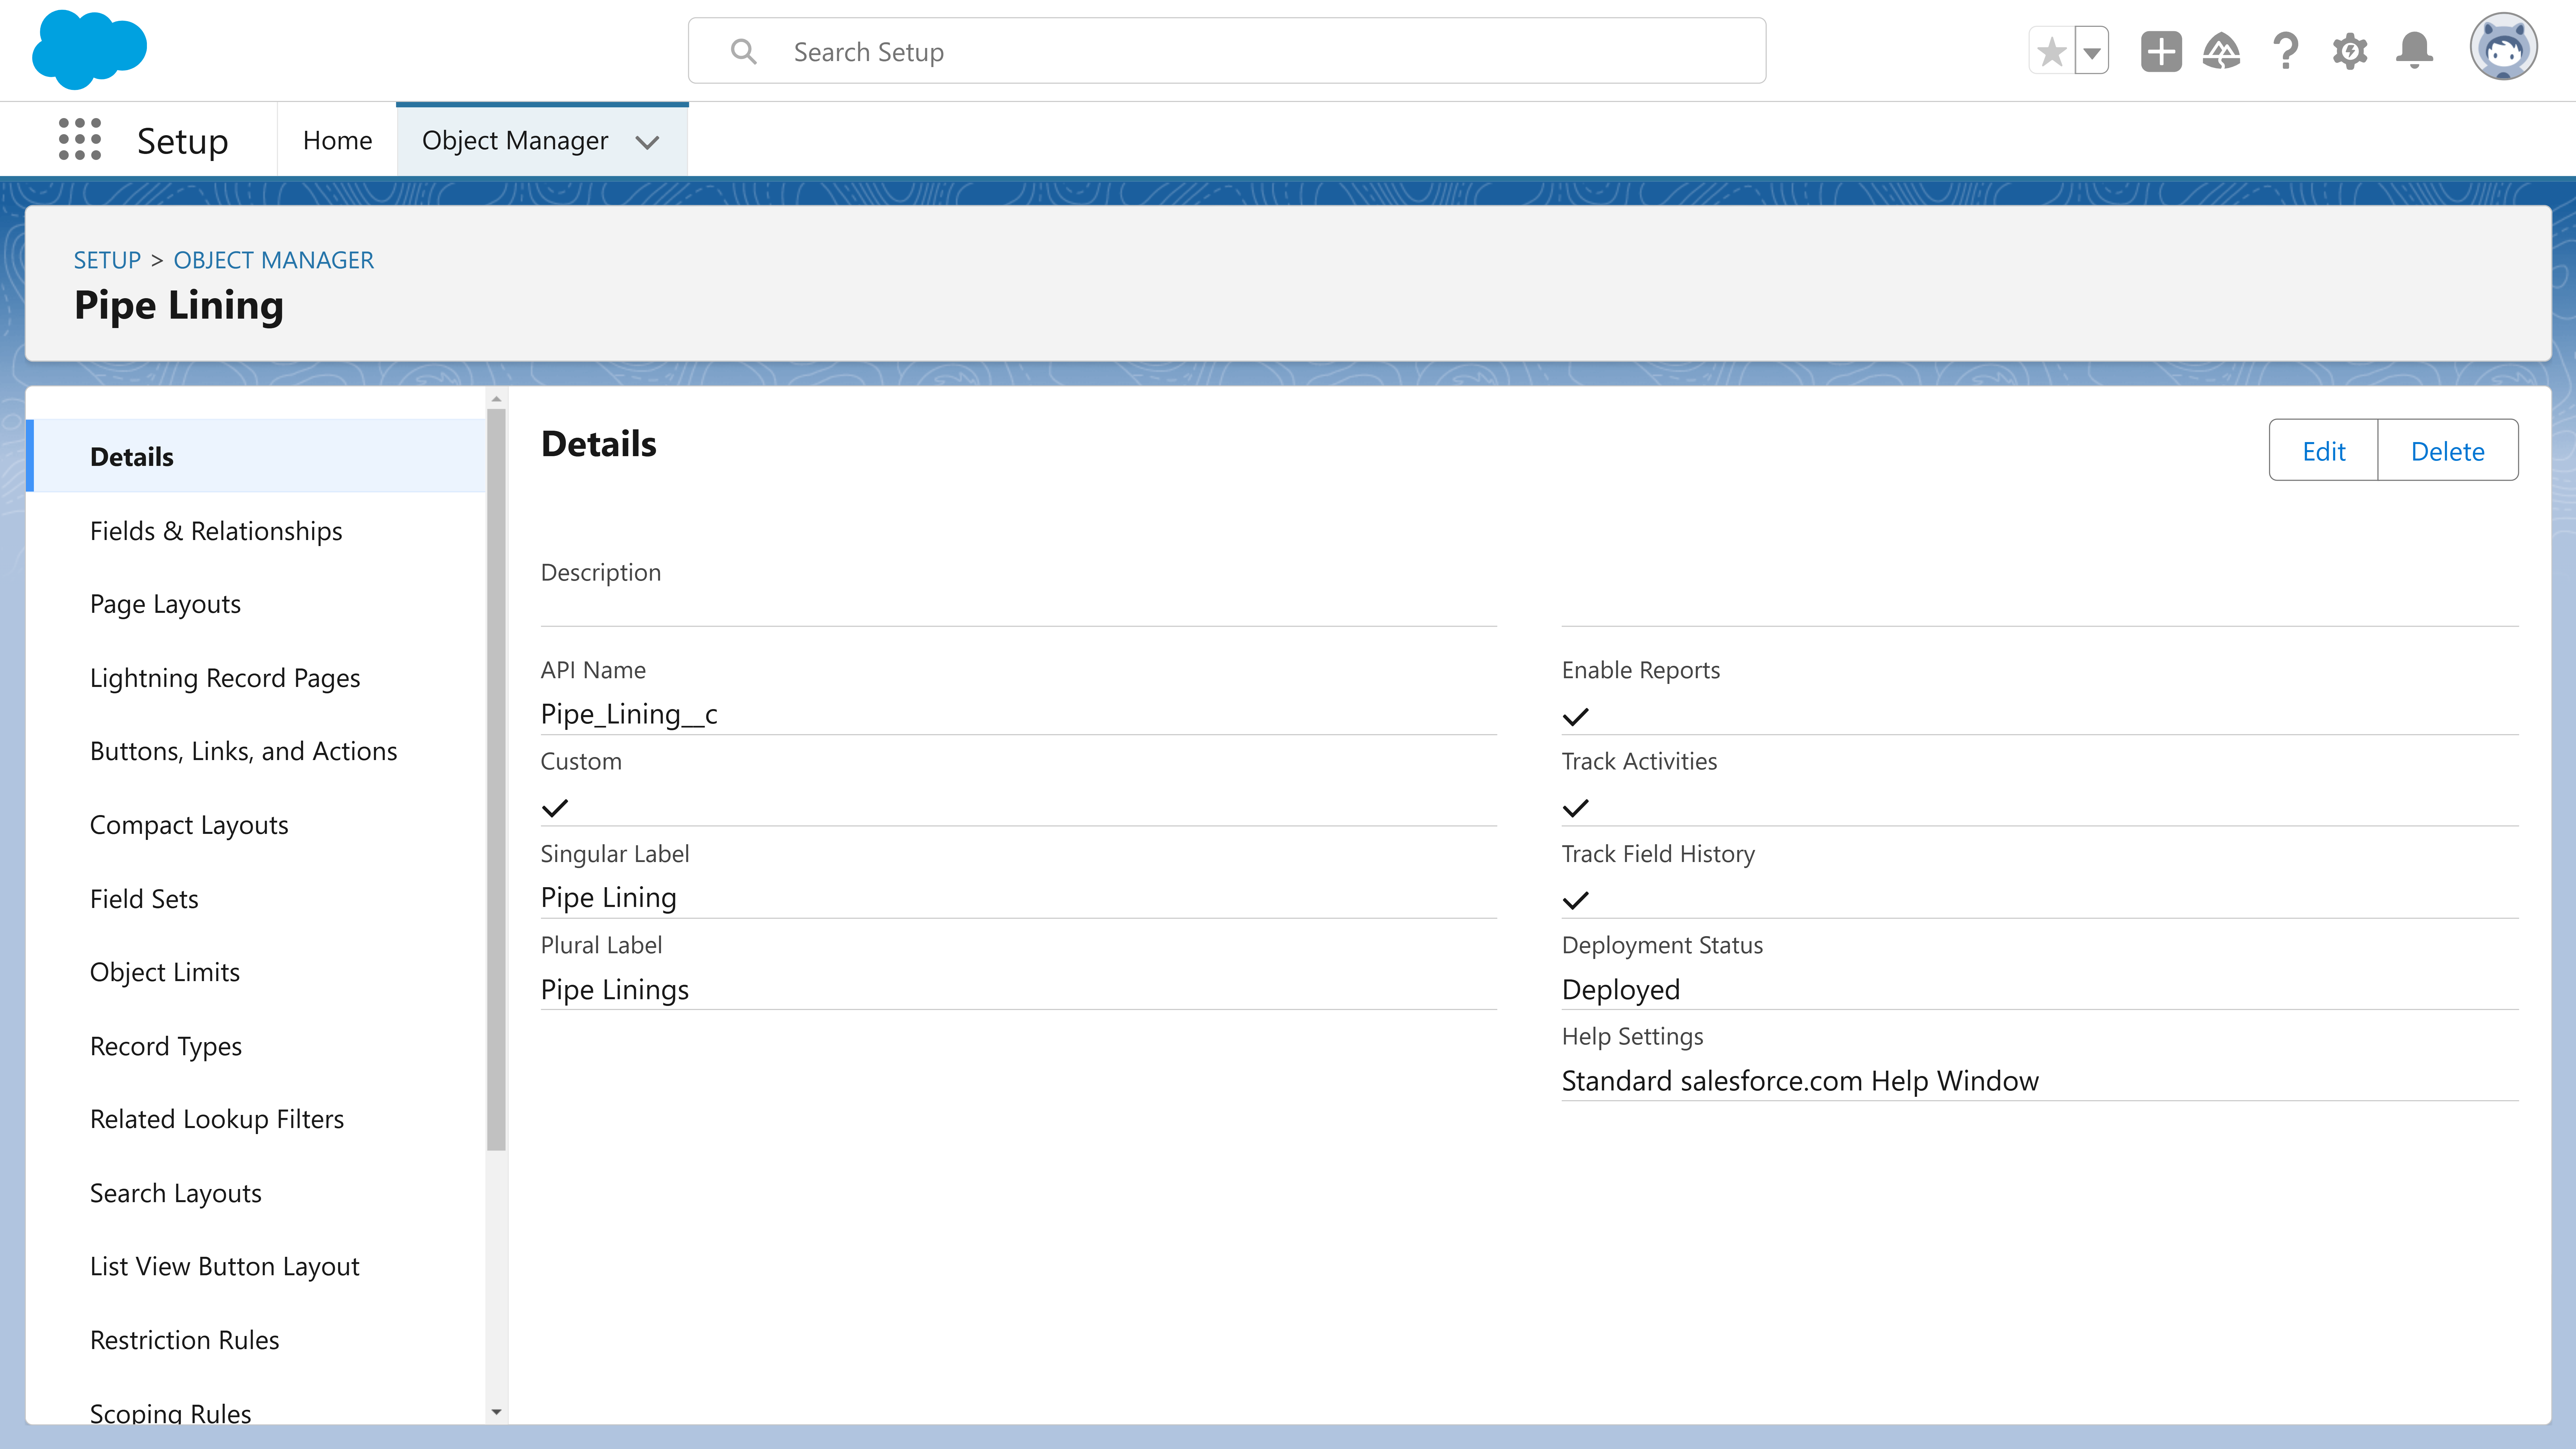 Search Setup
Setup
Home
Object Manager
SETUP > OBJECT MANAGER
Pipe Lining
Details
Fields & Relationships
Page Layouts
Lightning Record Pages
Buttons, Links, and Actions
Compact Layouts
Field Sets
Object Limits
Record Types
Related Lookup Filters
Search Layouts
List View Button Layout
Restriction Rules
Scoping Rules
Details
Edit
Delete
Description
API Name
Pipe_Lining__c
Custom
Singular Label
Pipe Lining
Plural Label
Pipe Linings
Enable Reports
Track Activities
Track Field History
Deployment Status
Deployed
Help Settings
Standard salesforce.com Help Window